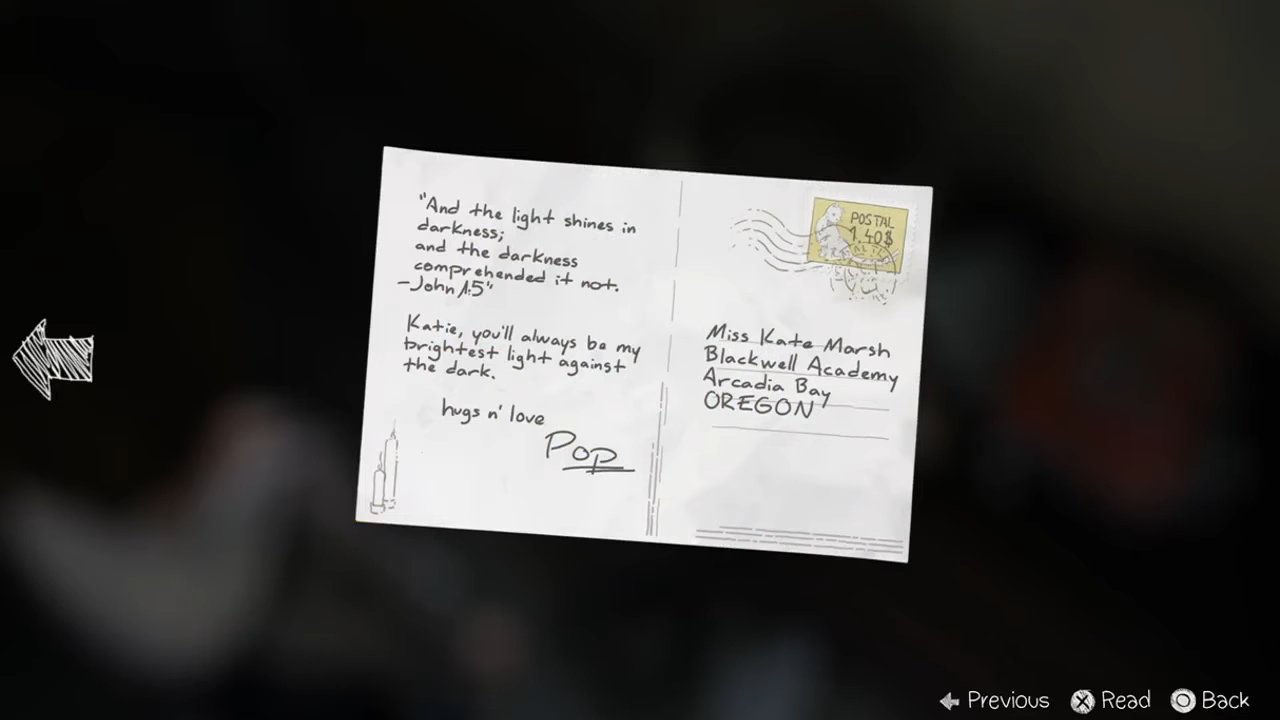 "And the light shines in
darkness;
and the darkness
comprehended it not.
-John 1:5"
Katie, you'll always be my
brightest light against
the dark.
hugs n' love
Pop
POSTAL
1.40$
Miss Kate Marsh
Blackwell Academy
Arcadia Bay
OREGON
Previous
Read
Back